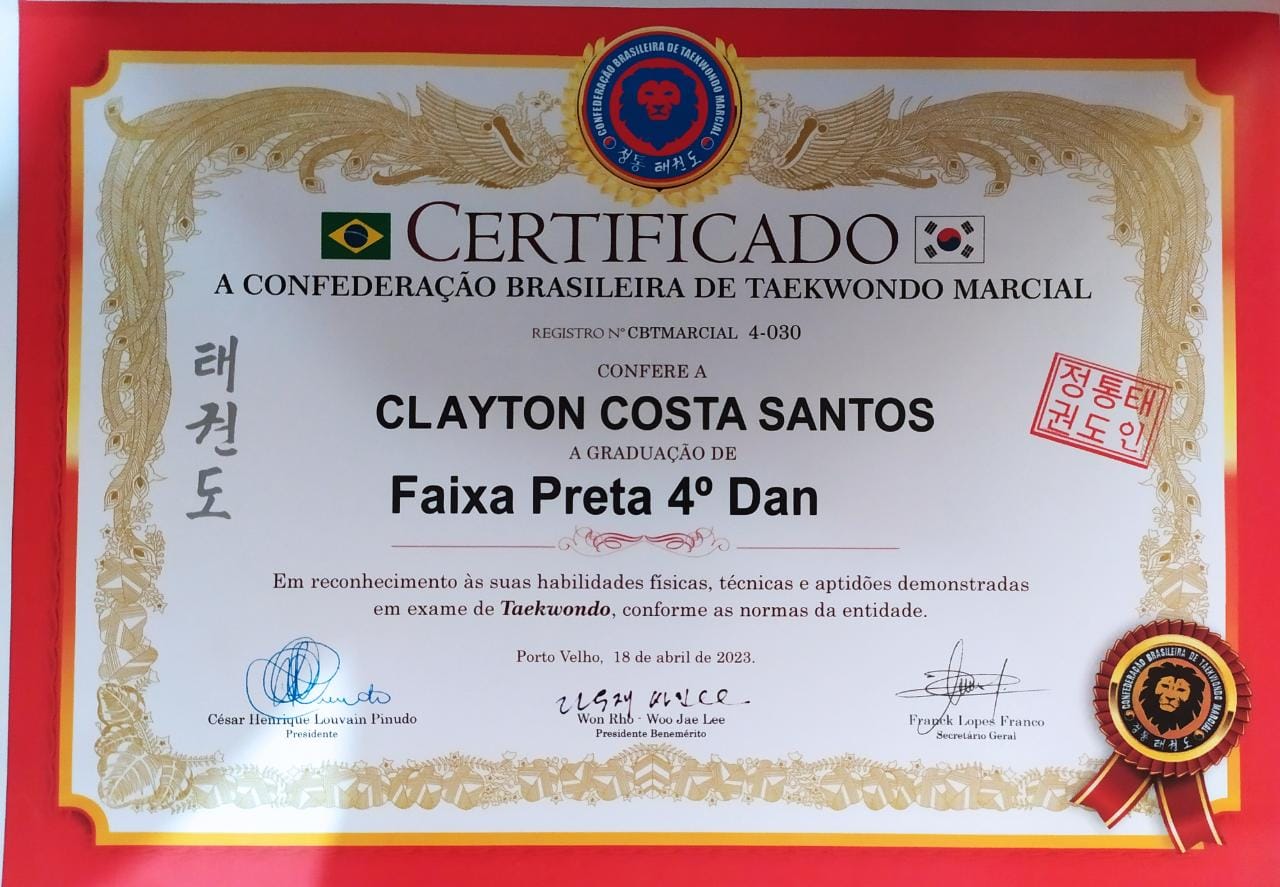 CONFEDERAÇÃO BRASILEIRA DE TAEKWONDO MARCIAL
정통 태권도
CERTIFICADO
A CONFEDERAÇÃO BRASILEIRA DE TAEKWONDO MARCIAL
REGISTRO Nº CBTMARCIAL 4-030
CONFERE A
CLAYTON COSTA SANTOS
A GRADUAÇÃO DE
Faixa Preta 4º Dan
태권도
정통태
권도인
Em reconhecimento às suas habilidades físicas, técnicas e aptidões demonstradas
em exame de Taekwondo, conforme as normas da entidade.
Porto Velho, 18 de abril de 2023.
César Henrique Louvain Pinudo
Presidente
Won Rho - Woo Jae Lee
Presidente Benemérito
Franck Lopes Franco
Secretário Geral
CONFEDERAÇÃO BRASILEIRA DE TAEKWONDO MARCIAL
정통 태권도